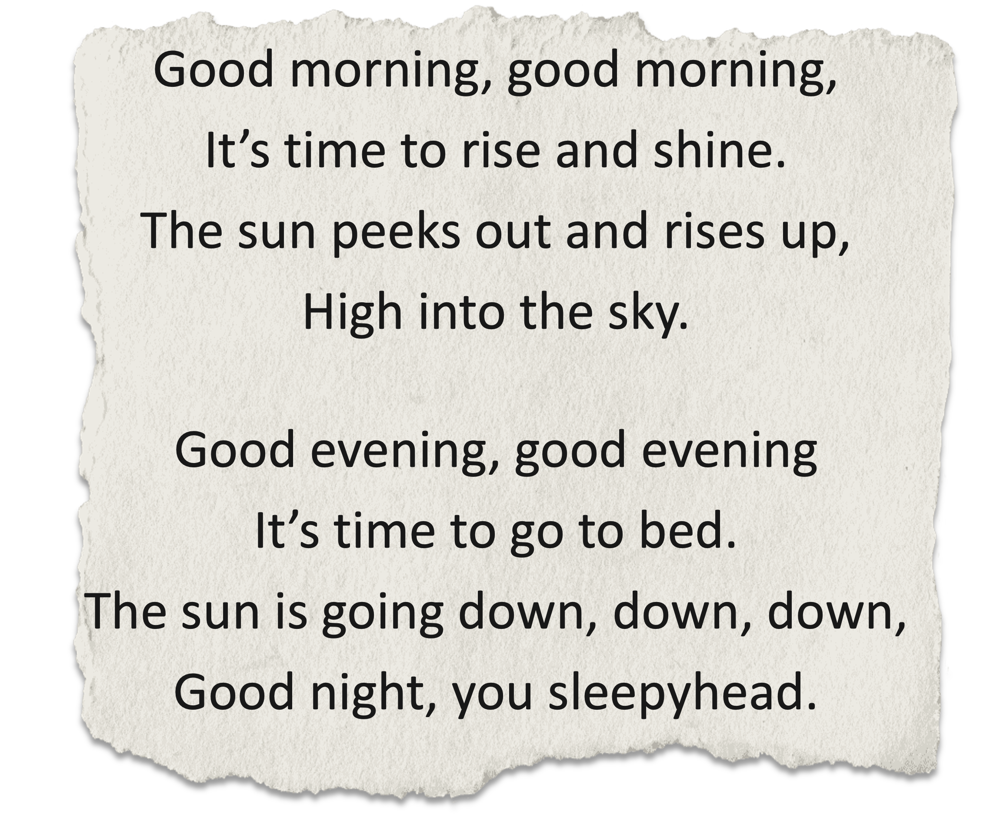 Good morning, good morning,
It’s time to rise and shine.
The sun peeks out and rises up,
High into the sky.
Good evening, good evening
It’s time to go to bed.
The sun is going down, down, down,
Good night, you sleepyhead.